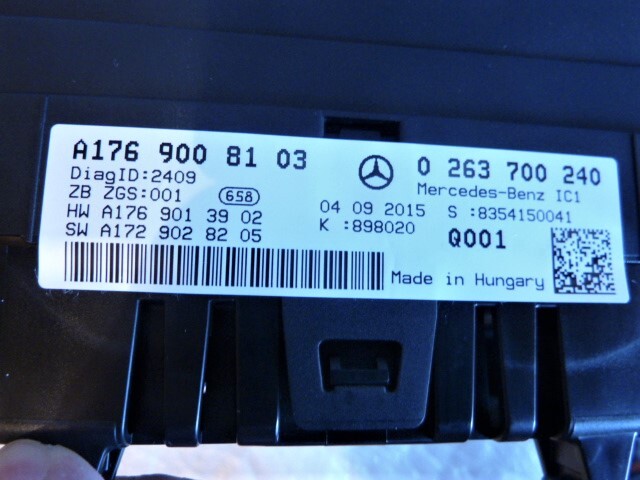 A176 900 81 03
DiagID:2409
ZB ZGS:001 658
HW A176 901 39 02
SW A172 902 82 05
0 263 700 240
Mercedes-Benz IC1
04 09 2015 S :8354150041
K :898020 Q001
Made in Hungary